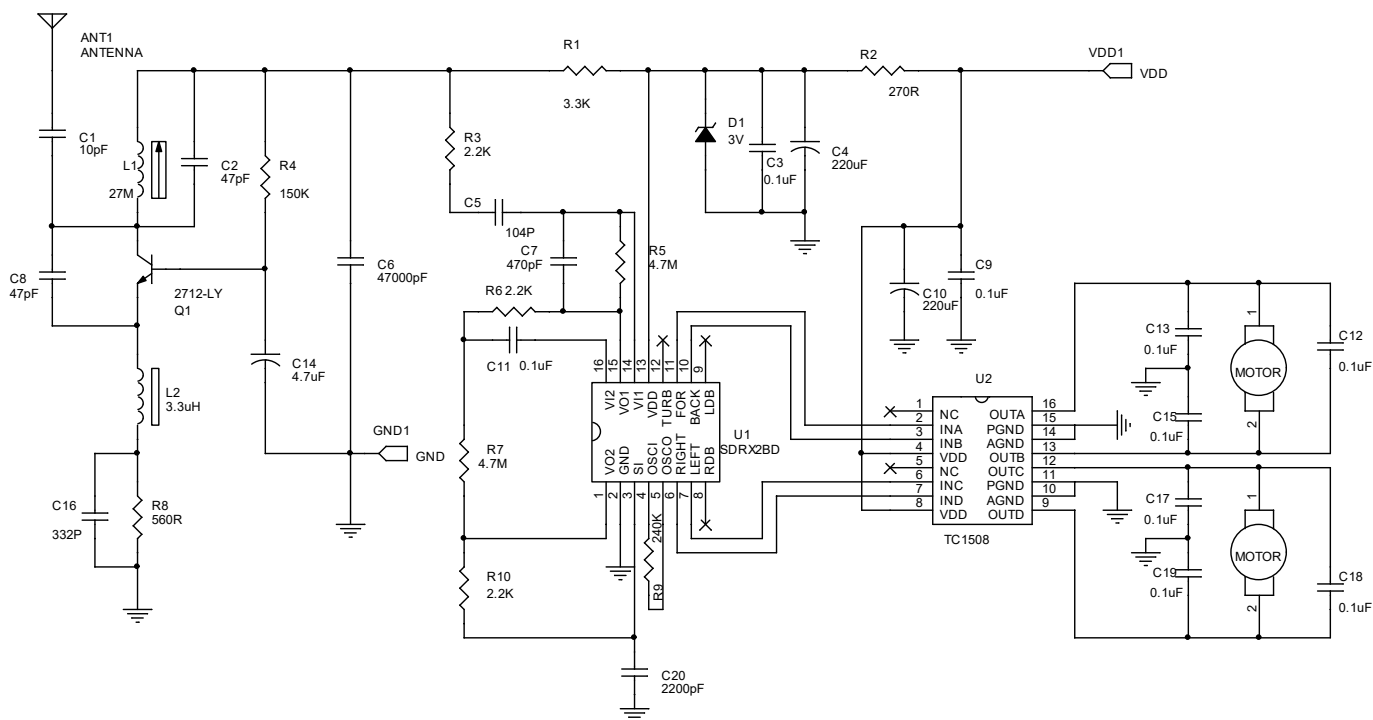 ANT1
ANTENNA
R1
3.3K
R2
270R
VDD1
VDD
C1
10pF
L1
27M
C2
47pF
R4
150K
R3
2.2K
D1
3V
C3
0.1uF
C4
220uF
C5
104P
C7
470pF
R5
4.7M
C8
47pF
2712-LY
Q1
C6
47000pF
R6 2.2K
C11
0.1uF
C10
220uF
C9
0.1uF
C14
4.7uF
L2
3.3uH
GND1
GND
R7
4.7M
16
15
14
13
12
11
10
9
VI2
VO1
VI1
VDD
TURB
FOR
BACK
LDB
U1
SDRX2BD
VO2
GND
SI
OSCI
OSCO
RIGHT
LEFT
RDB
1
2
3
4
5
6
7
8
240K
R9
C16
332P
R8
560R
R10
2.2K
C20
2200pF
U2
1 NC OUTA 16
2 INA PGND 15
3 INB AGND 14
4 VDD OUTB 13
5 NC OUTC 12
6 INC PGND 11
7 IND AGND 10
8 VDD OUTD 9
TC1508
C13
0.1uF
C15
0.1uF
1
MOTOR
2
C12
0.1uF
C17
0.1uF
C19
0.1uF
1
MOTOR
2
C18
0.1uF